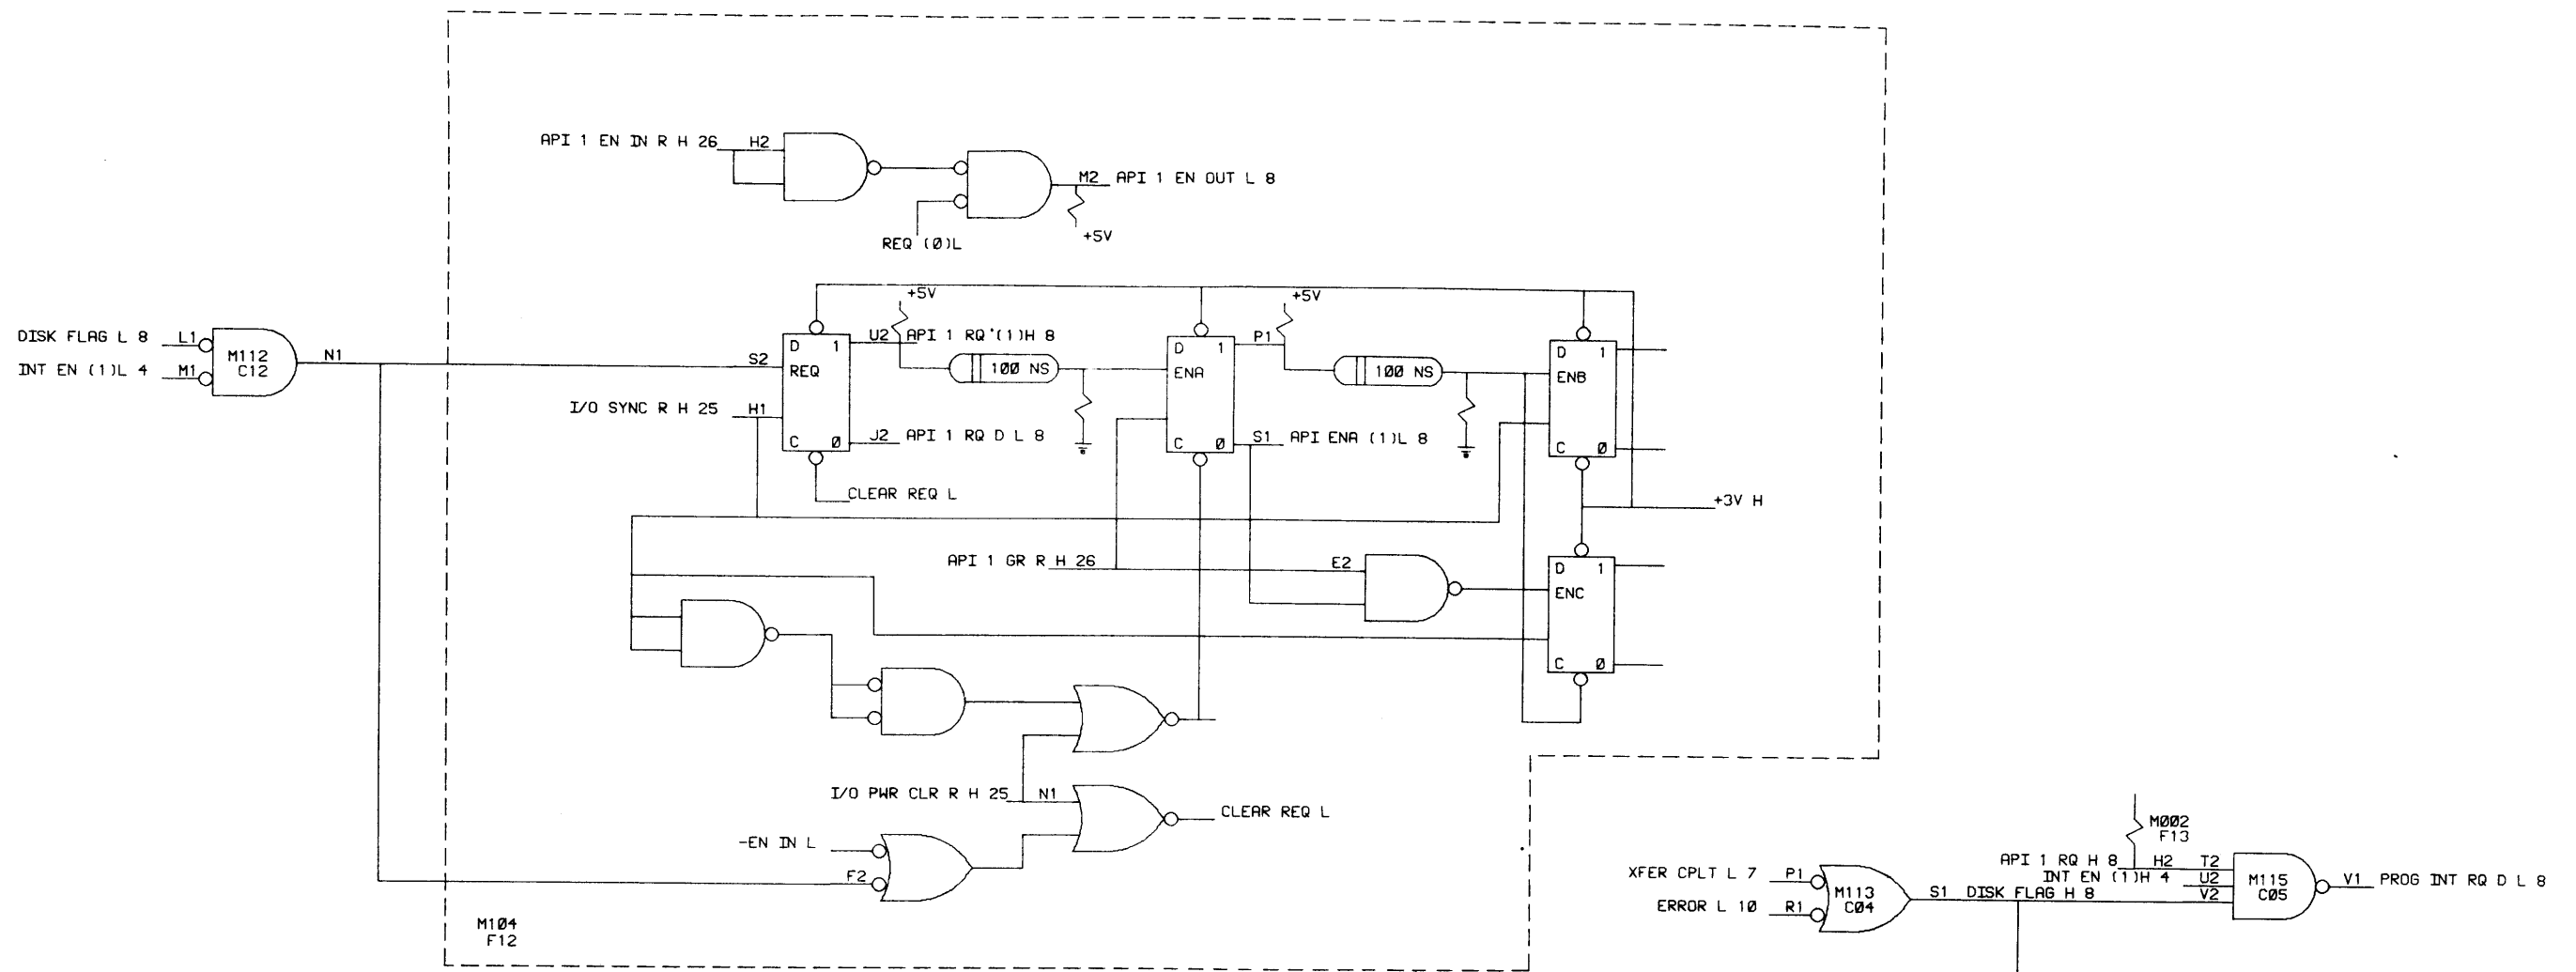 API 1 EN IN R H 26 H2
M2 API 1 EN OUT L 8
+5V
REQ (0)L
DISK FLAG L 8 L1
INT EN (1)L 4 M1
M112
C12
N1
S2
D 1
REQ
C 0
I/O SYNC R H 25 H1
+5V
U2 API 1 RQ'(1)H 8
100 NS
J2 API 1 RQ D L 8
CLEAR REQ L
D 1
ENA
C 0
+5V
P1
100 NS
S1 API ENA (1)L 8
D 1
ENB
C 0
+3V H
API 1 GR R H 26
E2
D 1
ENC
C 0
I/O PWR CLR R H 25 N1
CLEAR REQ L
-EN IN L
F2
M104
F12
XFER CPLT L 7 P1
ERROR L 10 R1
M113
C04
S1 DISK FLAG H 8
M002
F13
API 1 RQ H 8 H2 T2
INT EN (1)H 4 U2
V2
M115
C05
V1 PROG INT RQ D L 8